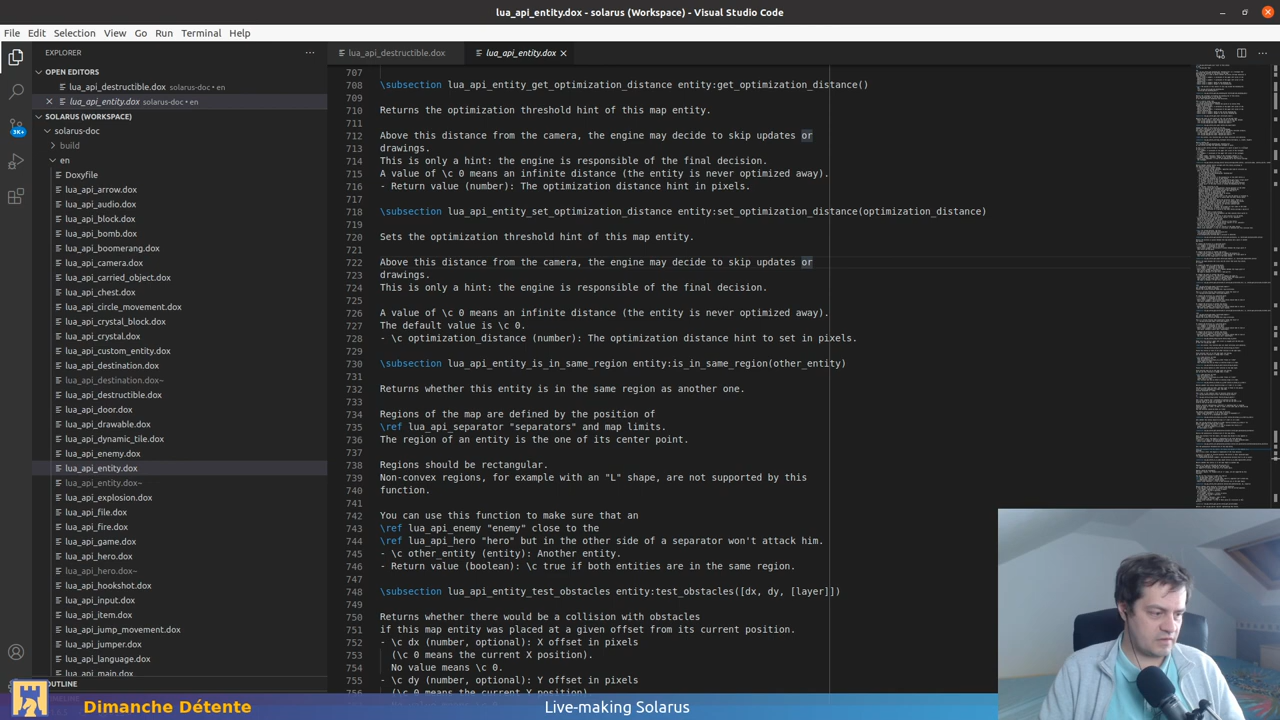 lua_api_entity.dox - solarus (Workspace) - Visual Studio Code
File Edit Selection View Go Run Terminal Help
EXPLORER
OPEN EDITORS
lua_api_destructible.dox solarus-doc • en
lua_api_entity.dox solarus-doc • en
SOLARUS (WORKSPACE)
solarus-doc
build
en
Doxyfile
lua_api_arrow.dox
lua_api_audio.dox
lua_api_block.dox
lua_api_bomb.dox
lua_api_boomerang.dox
lua_api_camera.dox
lua_api_carried_object.dox
lua_api_chest.dox
lua_api_circle_movement.dox
lua_api_crystal_block.dox
lua_api_crystal.dox
lua_api_custom_entity.dox
lua_api_destination.dox
lua_api_destination.dox~
lua_api_destructible.dox
lua_api_door.dox
lua_api_drawable.dox
lua_api_dynamic_tile.dox
lua_api_enemy.dox
lua_api_entity.dox
lua_api_entity.dox~
lua_api_explosion.dox
lua_api_file.dox
lua_api_fire.dox
lua_api_game.dox
lua_api_hero.dox
lua_api_hero.dox~
lua_api_hookshot.dox
lua_api_input.dox
lua_api_item.dox
lua_api_jump_movement.dox
lua_api_jumper.dox
lua_api_language.dox
lua_api_main.dox
OUTLINE
3K+
lua_api_destructible.dox lua_api_entity.dox
707
708 \subsection lua_api_entity_get_optimization_distance entity:get_optimization_distance()
709
710 Returns the optimization threshold hint of this map entity.
711
712 Above this distance from the camera, the engine may decide to skip updates or
713 drawings.
714 This is only a hint: the engine is responsible of the final decision.
715 A value of \c 0 means an infinite distance (the entity is never optimized away).
716 - Return value (number): The optimization distance hint in pixels.
717
718 \subsection lua_api_entity_set_optimization_distance entity:set_optimization_distance(optimization_distance)
719
720 Sets the optimization threshold hint of this map entity.
721
722 Above this distance from the camera, the engine may decide to skip updates or
723 drawings.
724 This is only a hint: the engine is responsible of the final decision.
725
726 A value of \c 0 means an infinite distance (the entity is never optimized away).
727 The default value is \c 0.
728 - \c optimization_distance (number): The optimization distance hint to set in pixels.
729
730 \subsection lua_api_entity_is_in_same_region entity:is_in_same_region(other_entity)
731
732 Returns whether this entity is in the same region as another one.
733
734 Regions of the map are defined by the position of
735 \ref lua_api_separator "separators" and map limits.
736 The region of an entity is the one of its center point.
737
738 Regions should be rectangular.
739 Non-convex regions, for example with an "L" shape, are not supported by this
740 function.
741
742 You can use this function to make sure that an
743 \ref lua_api_enemy "enemy" close to the
744 \ref lua_api_hero "hero" but in the other side of a separator won't attack him.
745 - \c other_entity (entity): Another entity.
746 - Return value (boolean): \c true if both entities are in the same region.
747
748 \subsection lua_api_entity_test_obstacles entity:test_obstacles([dx, dy, [layer]])
749
750 Returns whether there would be a collision with obstacles
751 if this map entity was placed at a given offset from its current position.
752 - \c dx (number, optional): X offset in pixels
753 (\c 0 means the current X position).
754 No value means \c 0.
755 - \c dy (number, optional): Y offset in pixels
756 (\c 0 means the current Y position).
Dimanche Détente
Live-making Solarus